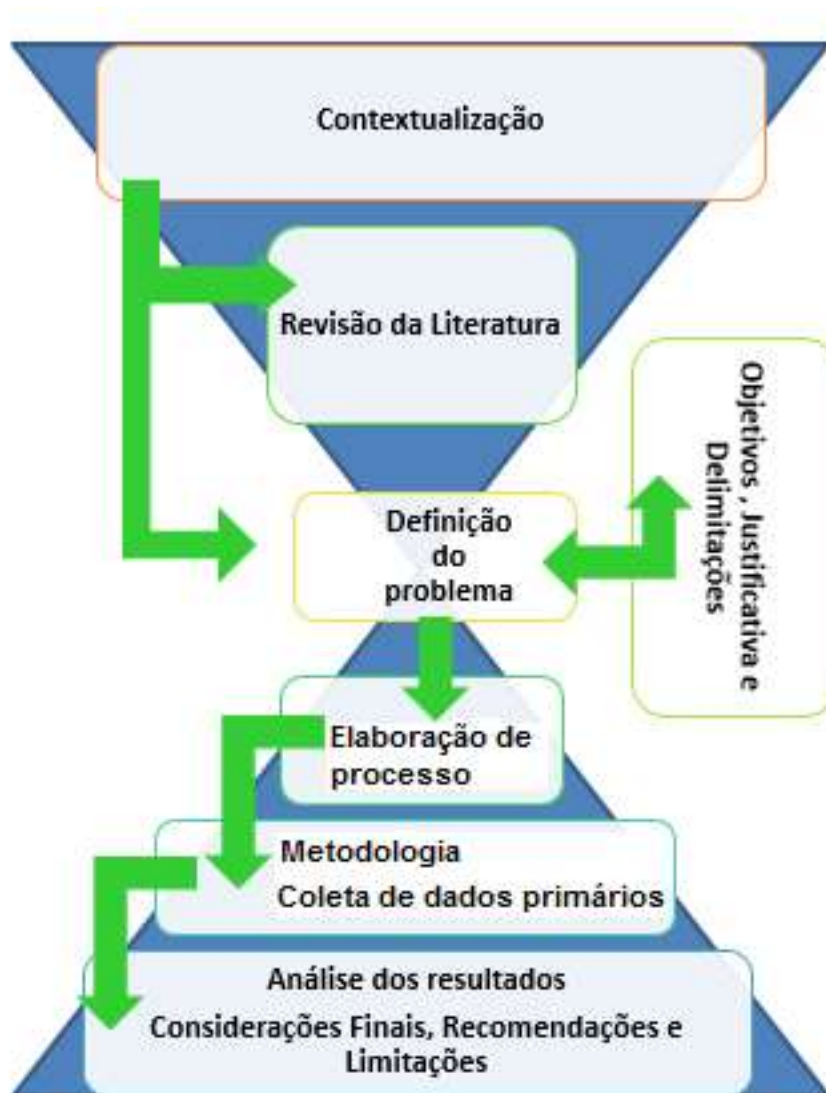 Contextualização
Revisão da Literatura
Objetivos , Justificativa e
Delimitações
Definição
do
problema
Elaboração de
processo
Metodologia
Coleta de dados primários
Análise dos resultados
Considerações Finais, Recomendações e
Limitações